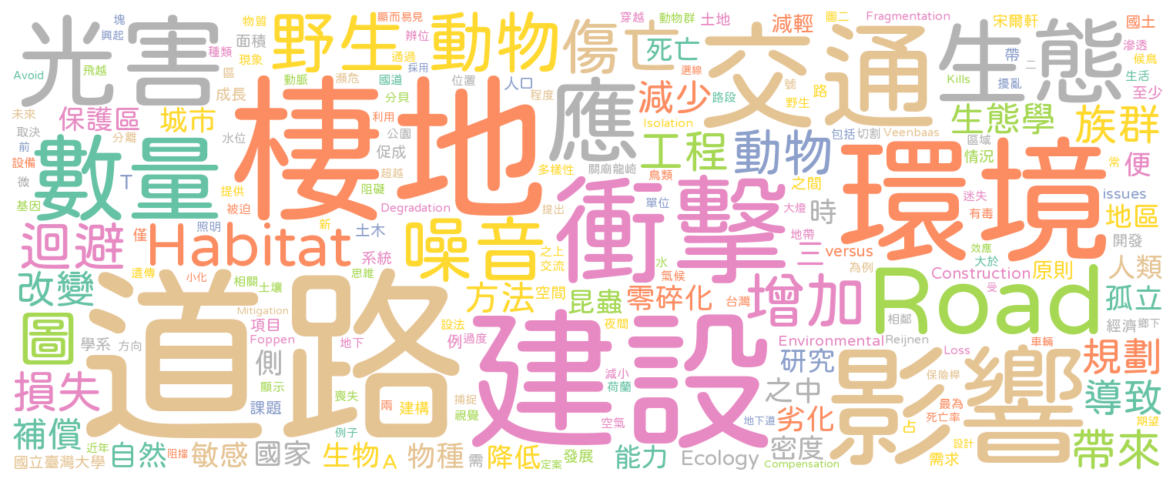 光害
野生動物
傷亡
交通
生態
棲地
應
減少
數量
環境
衝擊
工程
動物
生態學
族群
保護區
城市
迴避
Habitat
噪音
Road
增加
道路
建設
影響
改變
圖
方法
空間
昆蟲
零碎化
原則
人類
孤立
損失
側
例
研究
規劃
導致
補償
自然
敏感
國家
生物
A
物種
需
降低
發展
能力
Ecology
密度
劣化
之中
帶來
死亡
減輕
土地
穿越
動物群
Fragmentation
宋爾軒
國土
滲透
候鳥
帶
二
擾亂
生活
至少
Kills
便
情況
區域
包括
切割
Veenbaas
issues
地區
開發
迷失
有毒
常
效應
大於
versus
Construction
為例
時
三
之間
大燈
地帶
單位
鳥類
提出
水
氣候
台灣
受
相鄰
Reijnen
經濟
鄉下
車輛
Environmental
Loss
保險桿
最為
死亡率
占
期望
設計
需求
Compensation
地下道
夜間
減小
荷蘭
空氣
捕捉
視覺
過度
設法
Foppen
地下
項目
Mitigation
方向
學系
顯示
喪失
兩
建構
課題
例子
定案
阻擋
近年
國立臺灣大學
小化
遺傳
相關
土壤
思維
系統
土木
新
之上
交流
照明
僅
被迫
提供
基因
T
微
設備
前
取決
未來
分離
水位
公園
利用
促成
超越
阻礙
Degradation
多樣性
關廟龍崎
Isolation
野生
路段
路
號
選線
圖二
辨位
顯而易見
通過
採用
人口
程度
位置
瀕危
國道
分貝
動脈
物質
面積
種類
現象
區
成長
塊
興起
飛越
Avoid